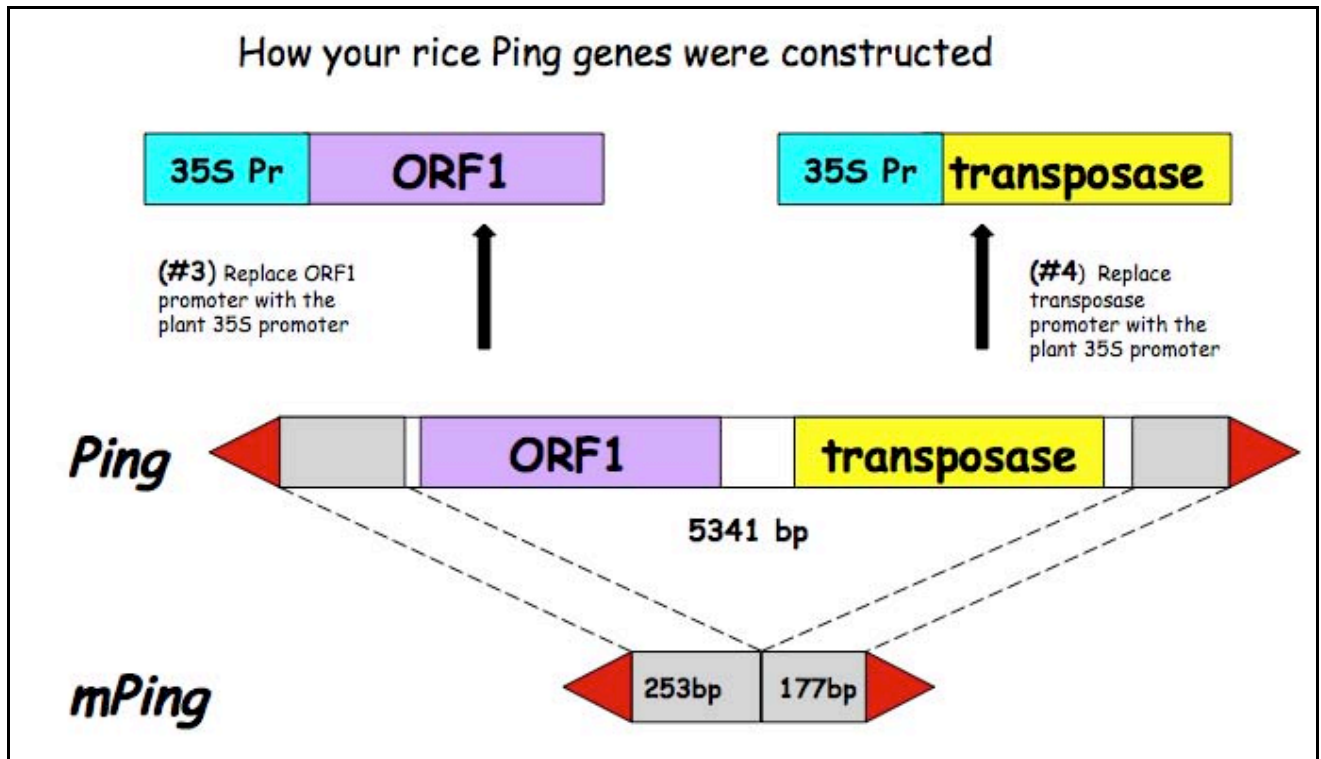 How your rice Ping genes were constructed
35S Pr ORF1
35S Pr transposase
(#3) Replace ORF1
promoter with the
plant 35S promoter
(#4) Replace
transposase
promoter with the
plant 35S promoter
Ping
ORF1
transposase
5341 bp
mPing
253bp
177bp